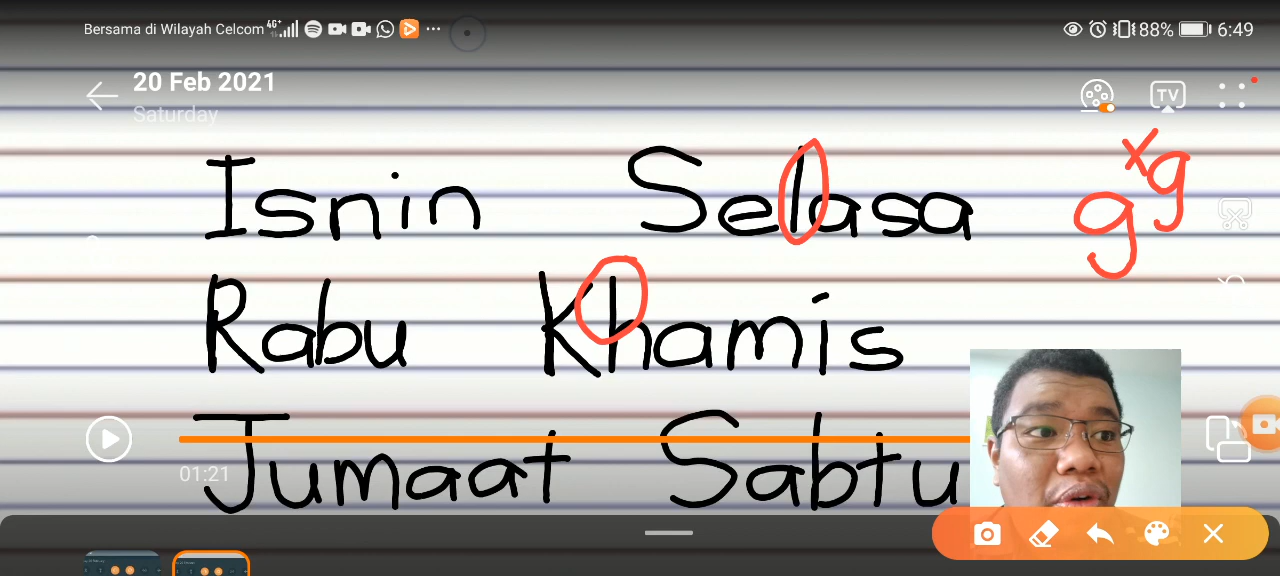 Bersama di Wilayah Celcom 4G+ 88% 6:49
20 Feb 2021
Saturday
TV
Isnin Selasa x g
g
Rabu Khamis
Jumaat Sabtu
01:21